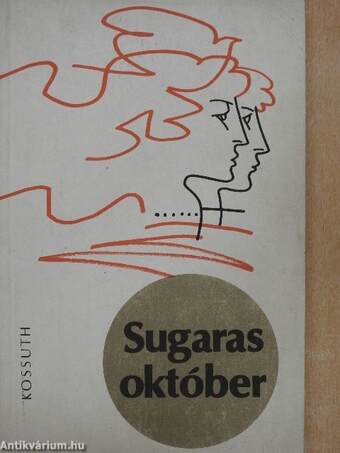 Sugaras
október
KOSSUTH
Antikvárium.hu